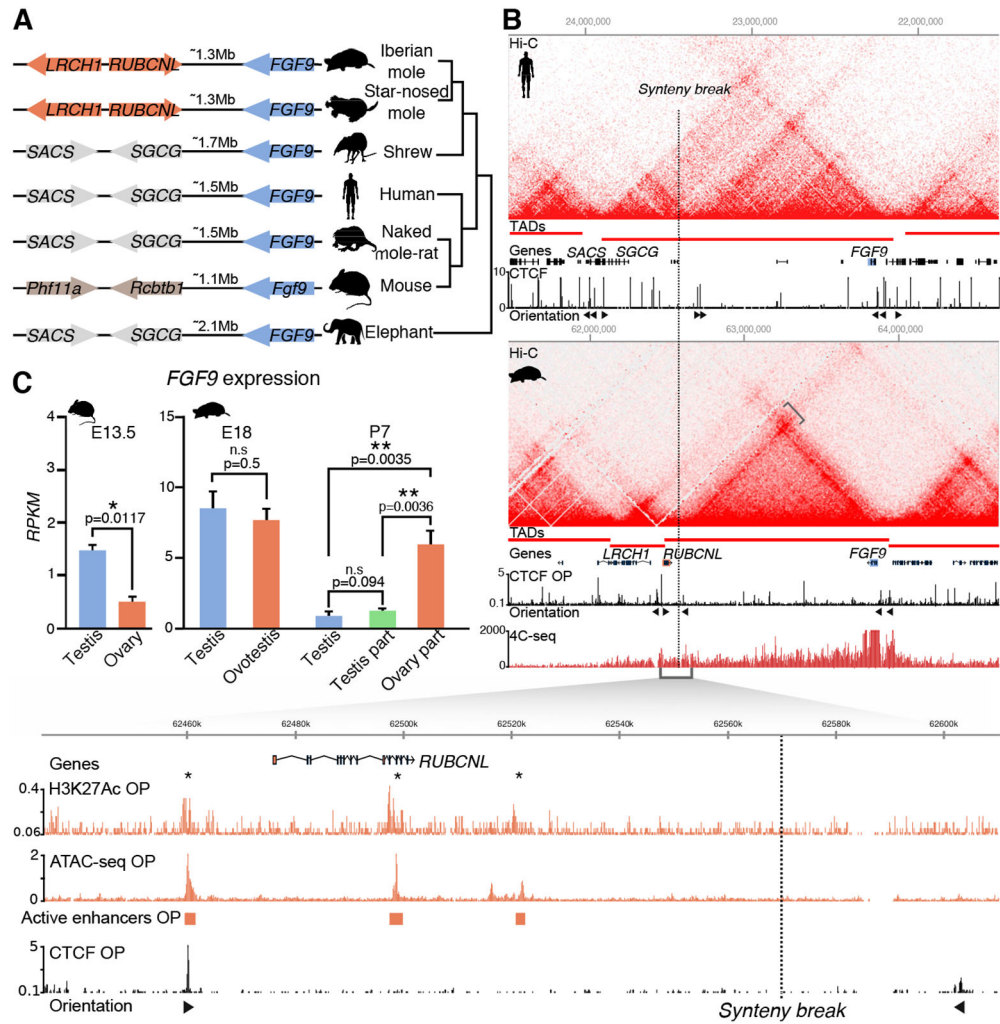 A
LRCH1 RUBCNL ~1.3Mb FGF9 Iberian mole
LRCH1 RUBCNL ~1.3Mb FGF9 Star-nosed mole
SACS SGCG ~1.7Mb FGF9 Shrew
SACS SGCG ~1.5Mb FGF9 Human
SACS SGCG ~1.5Mb FGF9 Naked mole-rat
Phf11a Rcbtb1 ~1.1Mb Fgf9 Mouse
SACS SGCG ~2.1Mb FGF9 Elephant
B
24,000,000 23,000,000 22,000,000
Hi-C
Synteny break
TADs
Genes SACS SGCG FGF9
10
CTCF
0
Orientation
62,000,000 63,000,000 64,000,000
Hi-C
TADs
Genes LRCH1 RUBCNL FGF9
5
CTCF OP
0.1
Orientation
2000
4C-seq
0
C
FGF9 expression
RPKM
4
3
2
1
0
E13.5
*
p=0.0117
Testis Ovary
15
10
5
0
E18
n.s
p=0.5
Testis Ovotestis
P7
**
p=0.0035
**
p=0.0036
n.s
p=0.094
Testis Testis part Ovary part
62460k 62480k 62500k 62520k 62540k 62560k 62580k 62600k
Genes RUBCNL
* * *
H3K27Ac OP
0.4
0.06
ATAC-seq OP
2
0
Active enhancers OP
CTCF OP
5
0.1
Orientation
Synteny break